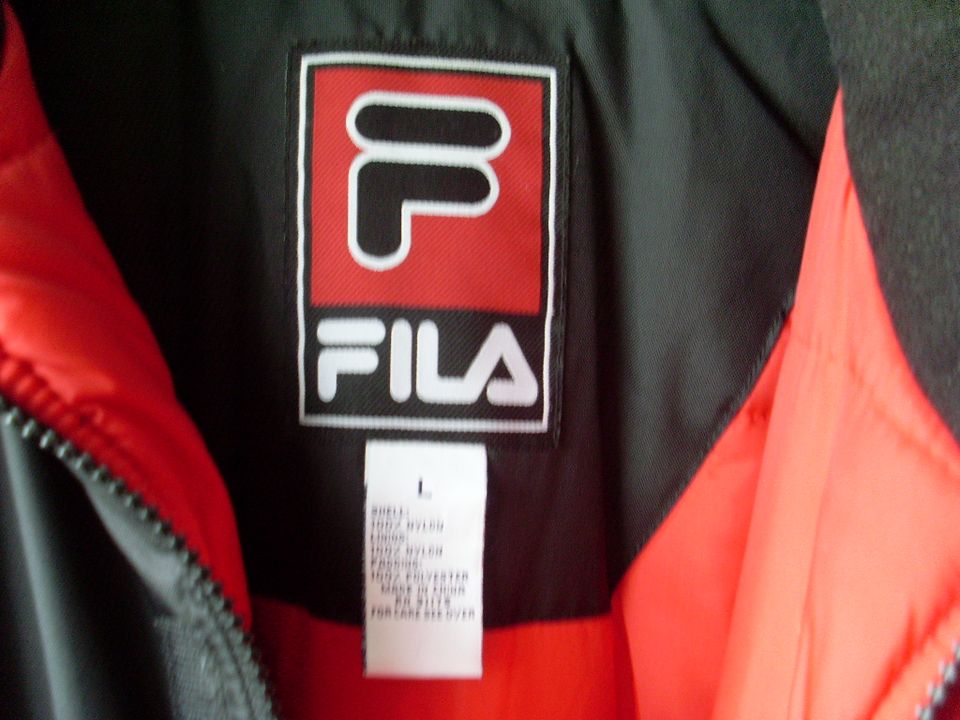 F
FILA
L
SHELL:
100% NYLON
LINING:
100% NYLON
PADDING:
100% POLYESTER
MADE IN CHINA
FOR CARE SEE OVER